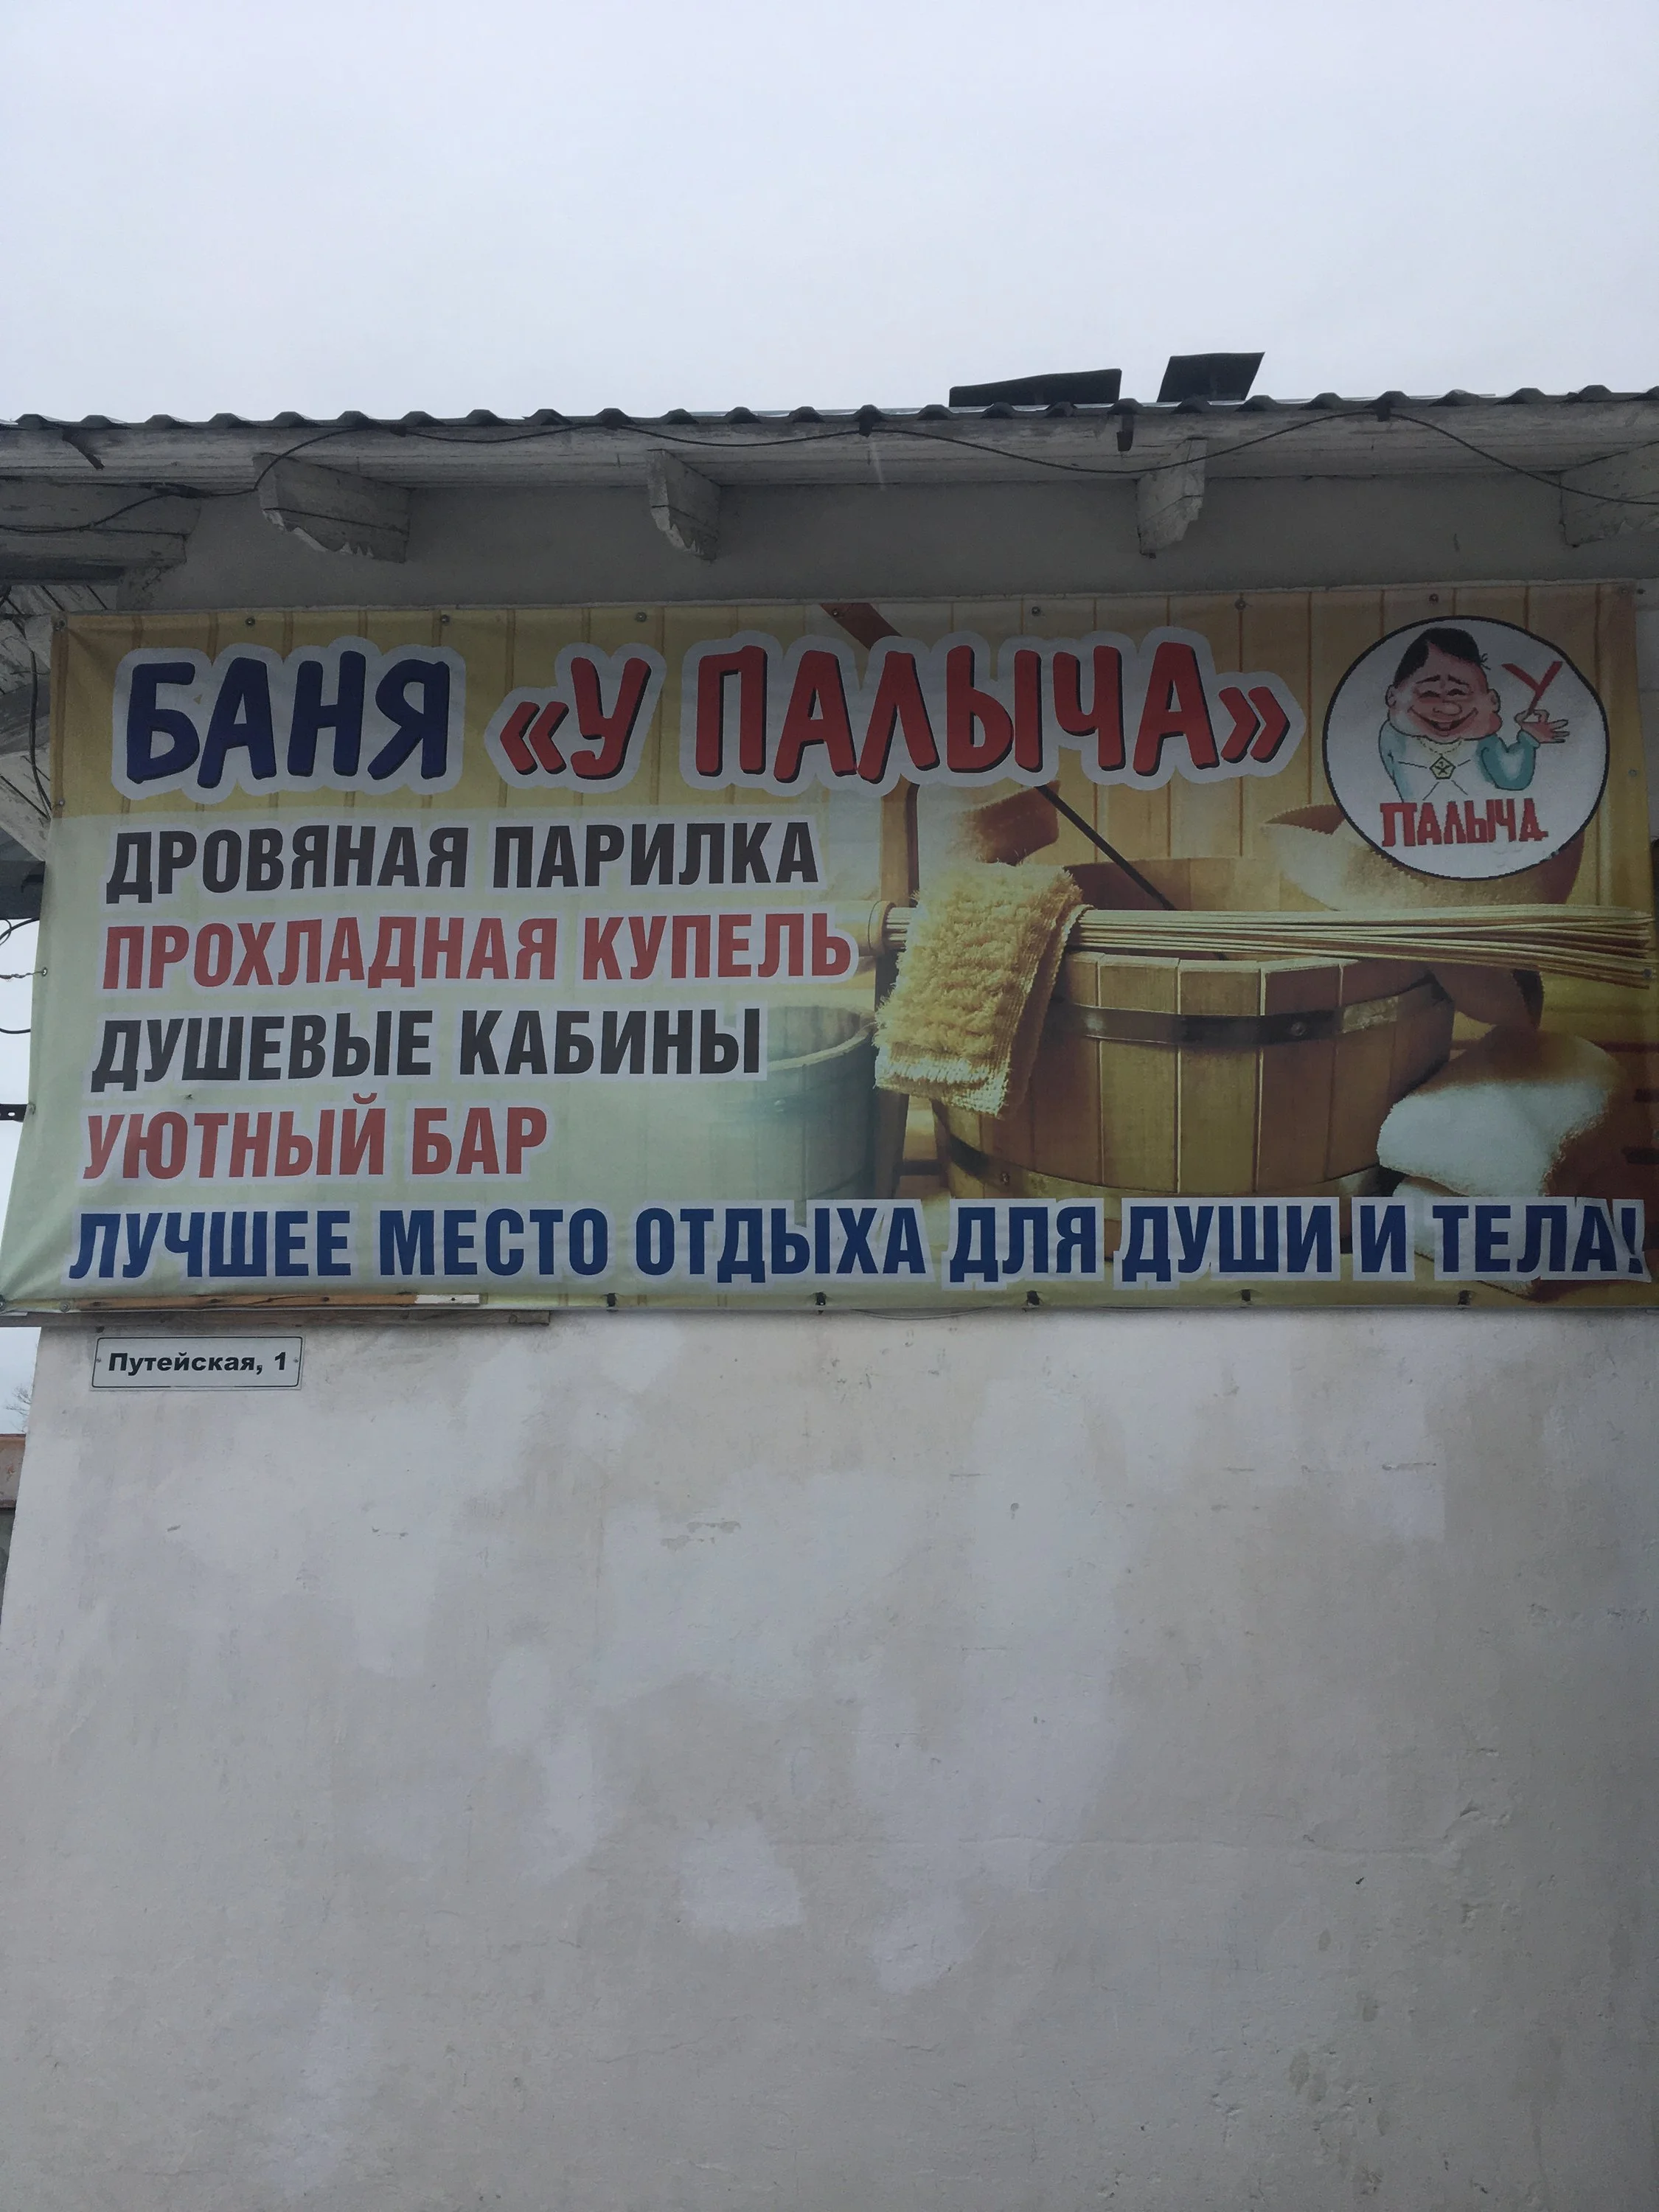 БАНЯ «У ПАЛЫЧА»
У
ПАЛЫЧА
ДРОВЯНАЯ ПАРИЛКА
ПРОХЛАДНАЯ КУПЕЛЬ
ДУШЕВЫЕ КАБИНЫ
УЮТНЫЙ БАР
ЛУЧШЕЕ МЕСТО ОТДЫХА ДЛЯ ДУШИ И ТЕЛА!
Путейская, 1